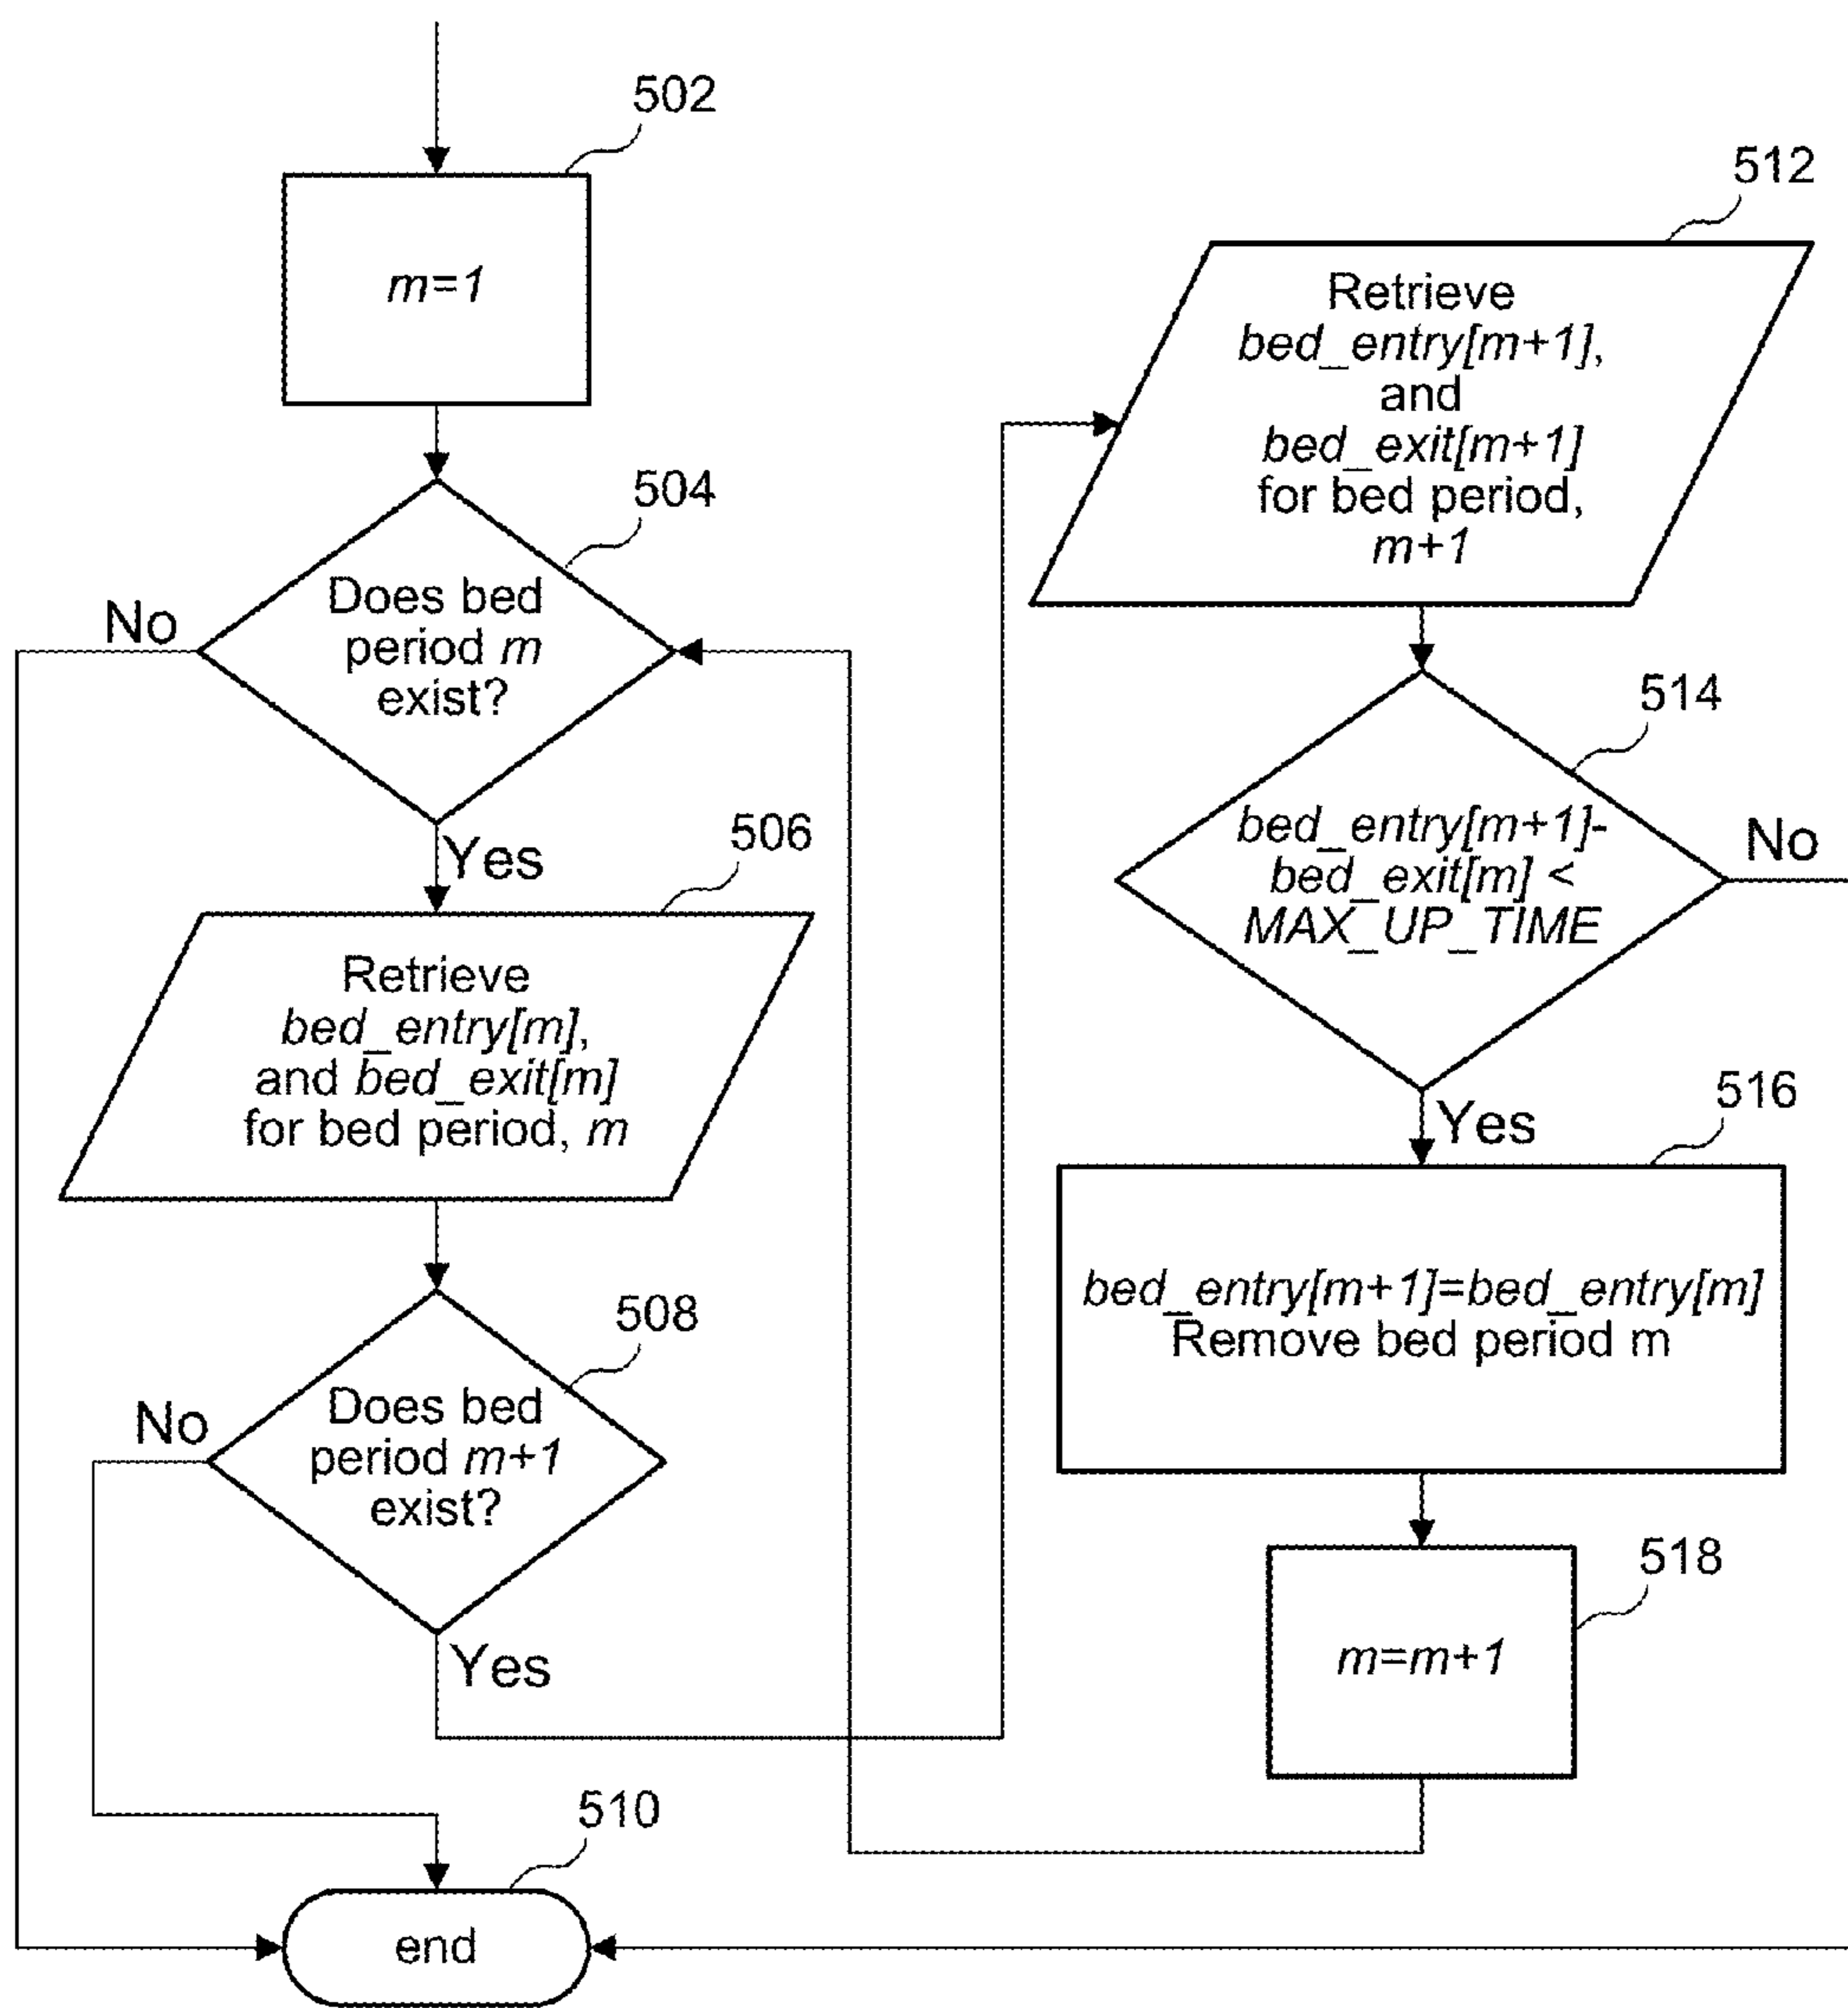 502
m=1
504
Does bed
period m
exist?
No
Yes
506
Retrieve
bed_entry[m],
and bed_exit[m]
for bed period, m
508
Does bed
period m+1
exist?
No
Yes
510
end
512
Retrieve
bed_entry[m+1],
and
bed_exit[m+1]
for bed period,
m+1
514
bed_entry[m+1]-
bed_exit[m] <
MAX_UP_TIME
No
Yes
516
bed_entry[m+1]=bed_entry[m]
Remove bed period m
518
m=m+1